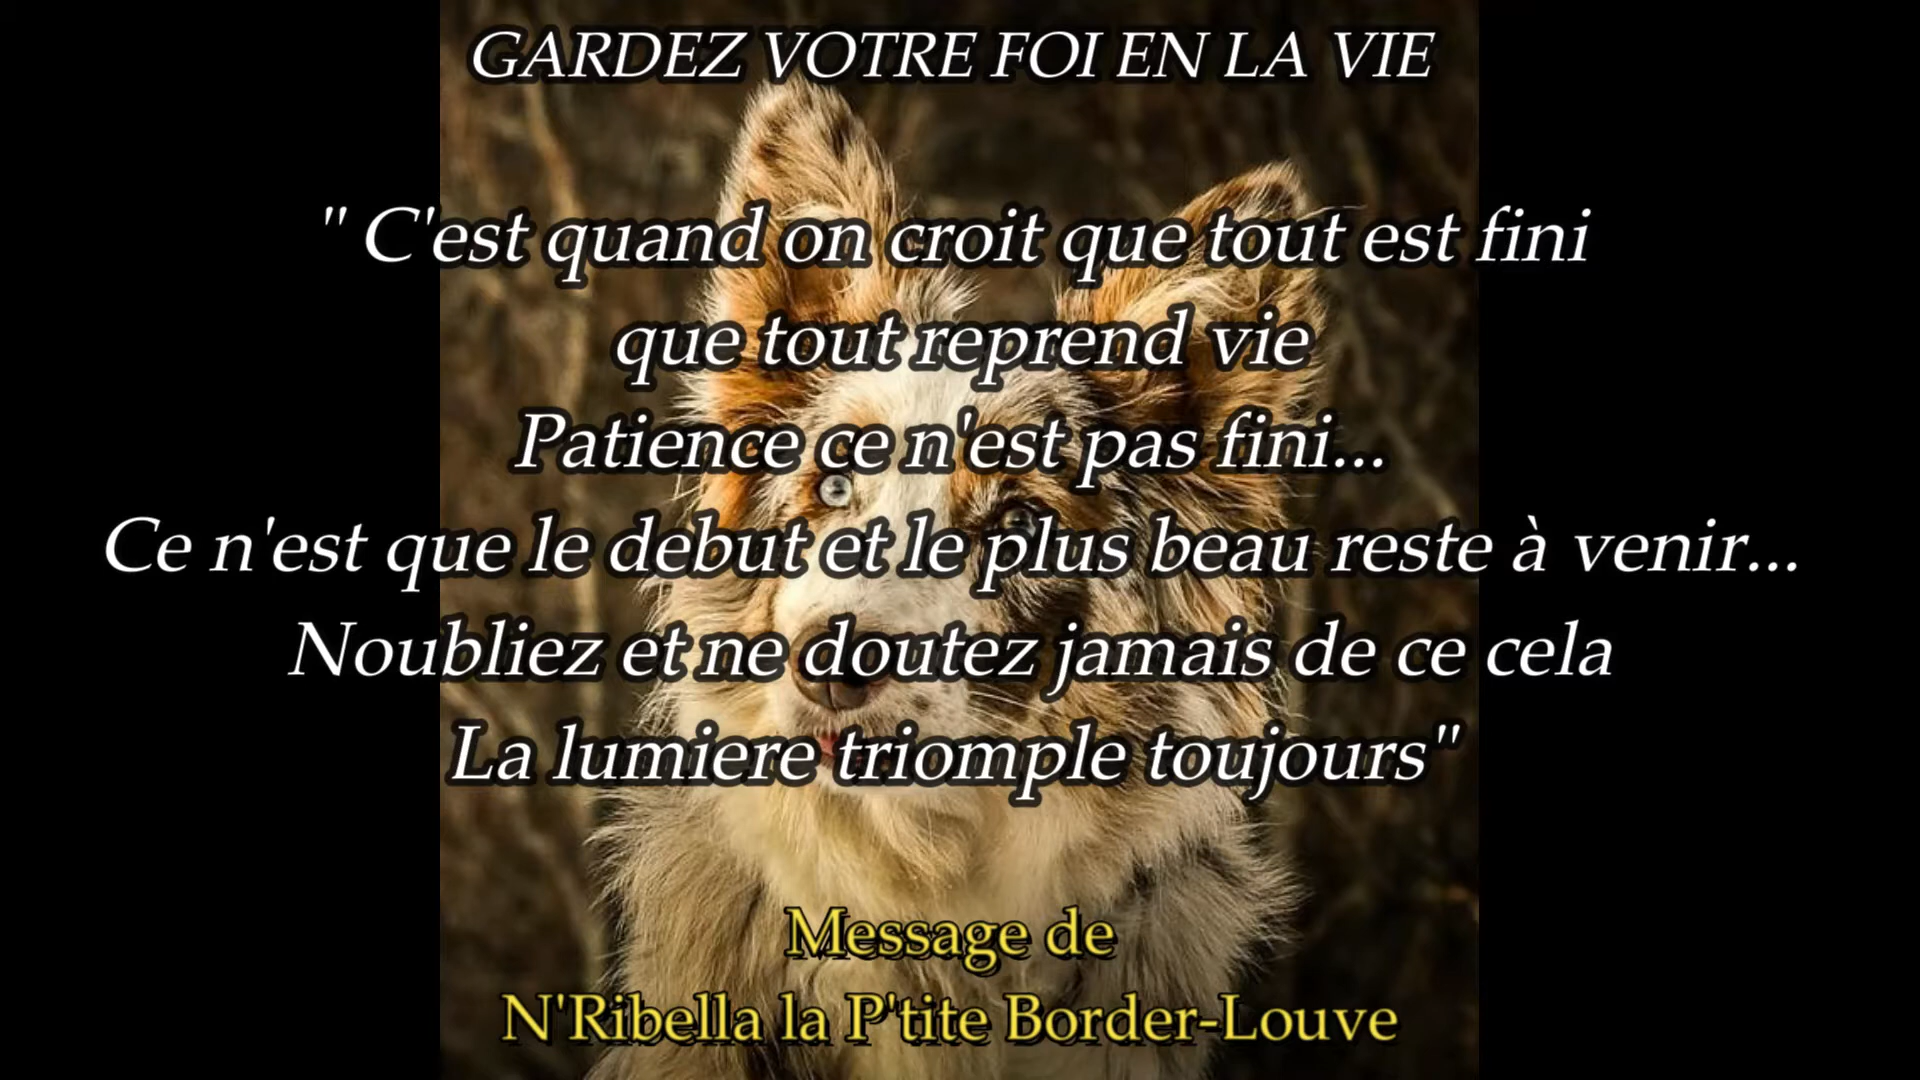 GARDEZ VOTRE FOI EN LA VIE
" C'est quand on croit que tout est fini
que tout reprend vie
Patience ce n'est pas fini...
Ce n'est que le debut et le plus beau reste à venir...
Noubliez et ne doutez jamais de ce cela
La lumiere triomple toujours"
Message de
N'Ribella la P'tite Border-Louve